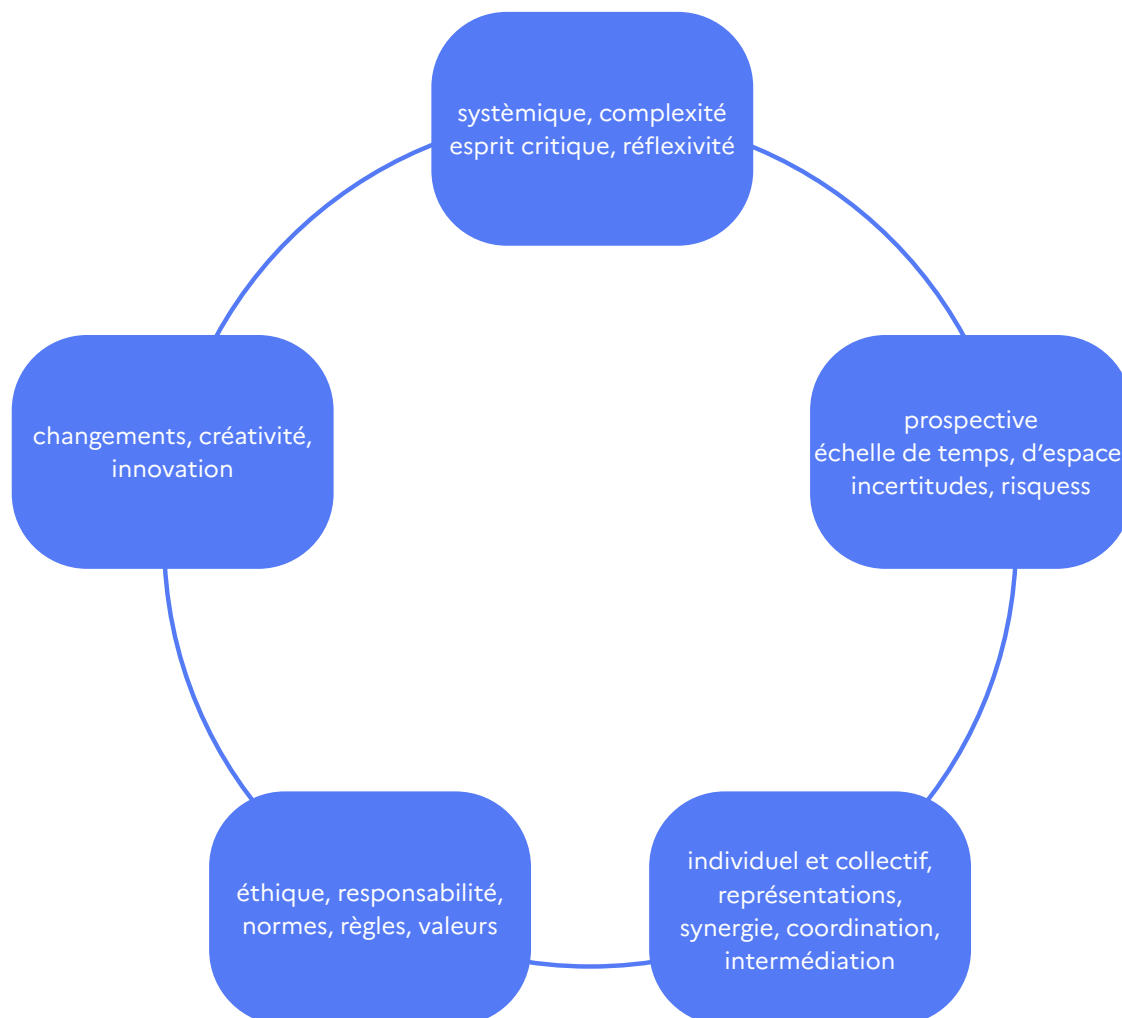 systèmique, complexité
esprit critique, réflexivité
prospective
échelle de temps, d’espace
incertitudes, risquess
individuel et collectif,
représentations,
synergie, coordination,
intermédiation
éthique, responsabilité,
normes, règles, valeurs
changements, créativité,
innovation